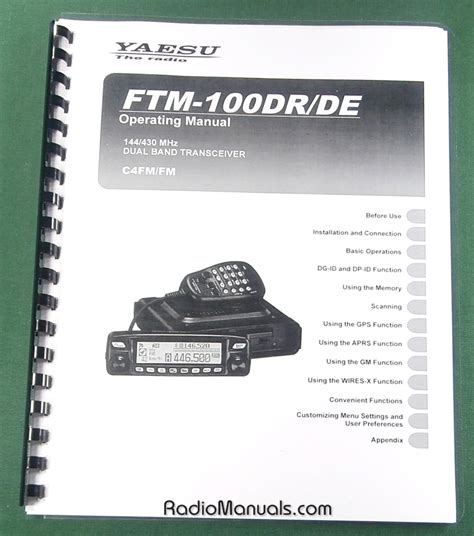 YAESU
The radio
FTM-100DR/DE
Operating Manual
144/430 MHz
DUAL BAND TRANSCEIVER
C4FM/FM
Before Use
Installation and Connection
Basic Operations
DG-ID and DP-ID Function
Using the Memory
Scanning
Using the GPS Function
Using the APRS Function
Using the GM Function
Using the WIRES-X Function
Convenient Functions
Customizing Menu Settings and
User Preferences
Appendix
146.520
446.500
RadioManuals.com